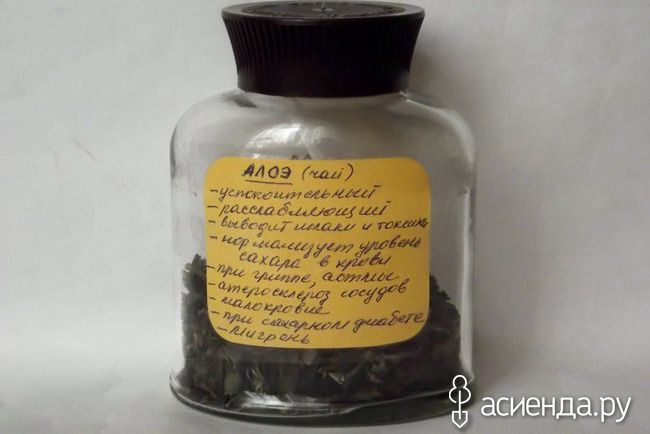 АЛОЭ (чай)
- успокоительный
- расслабляющий
- выводят шлаки и токсины
- нормализует уровень
сахара в крови
- при гриппе, астме
- атеросклероз сосудов
малокровие
- при сахарном диабете
- Мигрень
асиенда.ру